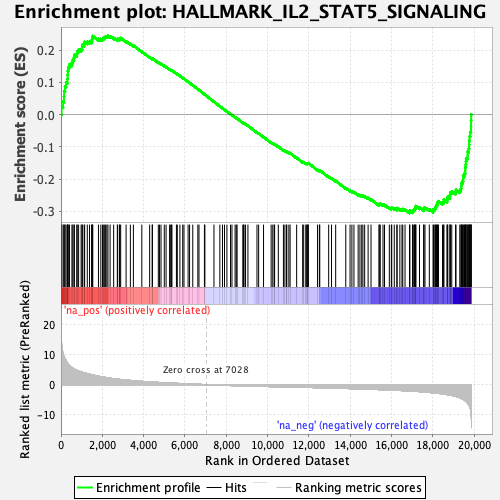 Enrichment plot: HALLMARK_IL2_STAT5_SIGNALING
Enrichment score (ES)
0.2
0.1
0.0
-0.1
-0.2
-0.3
'na_pos' (positively correlated)
Ranked list metric (PreRanked)
20
10
0
-10
Zero cross at 7028
'na_neg' (negatively correlated)
0
2,000
4,000
6,000
8,000
10,000
12,000
14,000
16,000
18,000
20,000
Rank in Ordered Dataset
Enrichment profile
Hits
Ranking metric scores